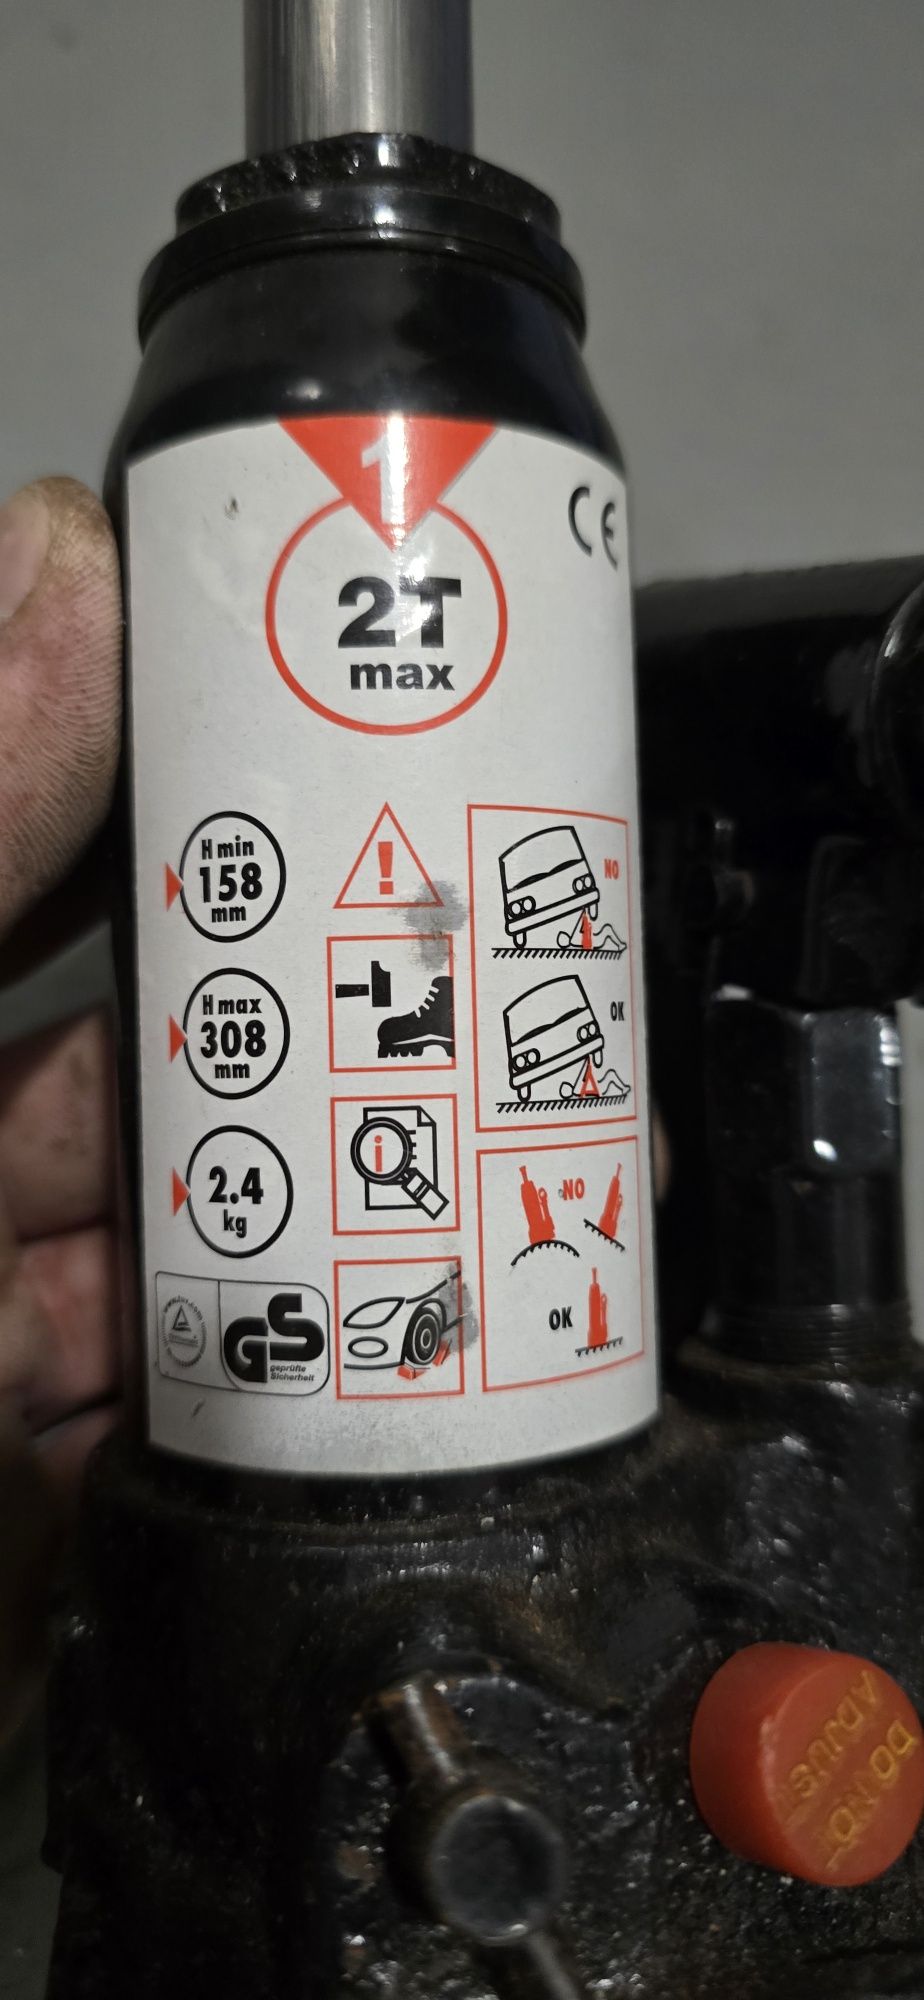 1
CE
2T
max
H min
158
mm
H max
308
mm
2.4
kg
NO
OK
i
NO
OK
GS
geprüfte
Sicherheit
DO NOT
ADJUST